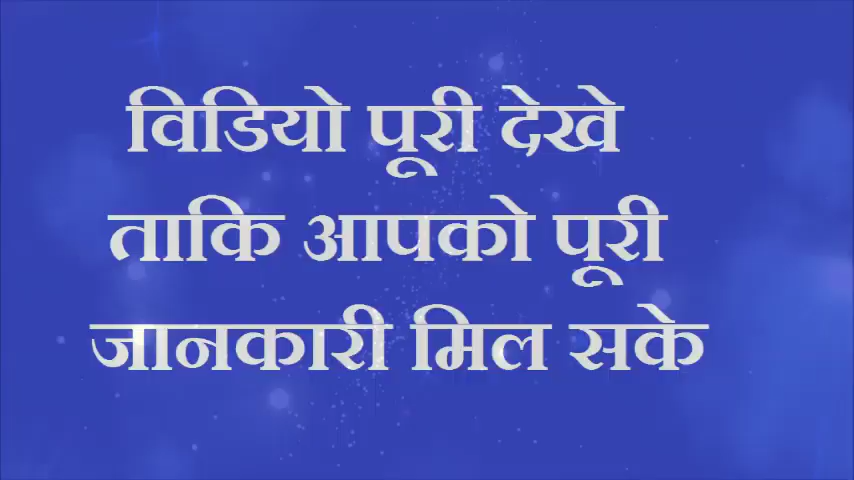 विडियो पूरी देखे
ताकि आपको पूरी
जानकारी मिल सके